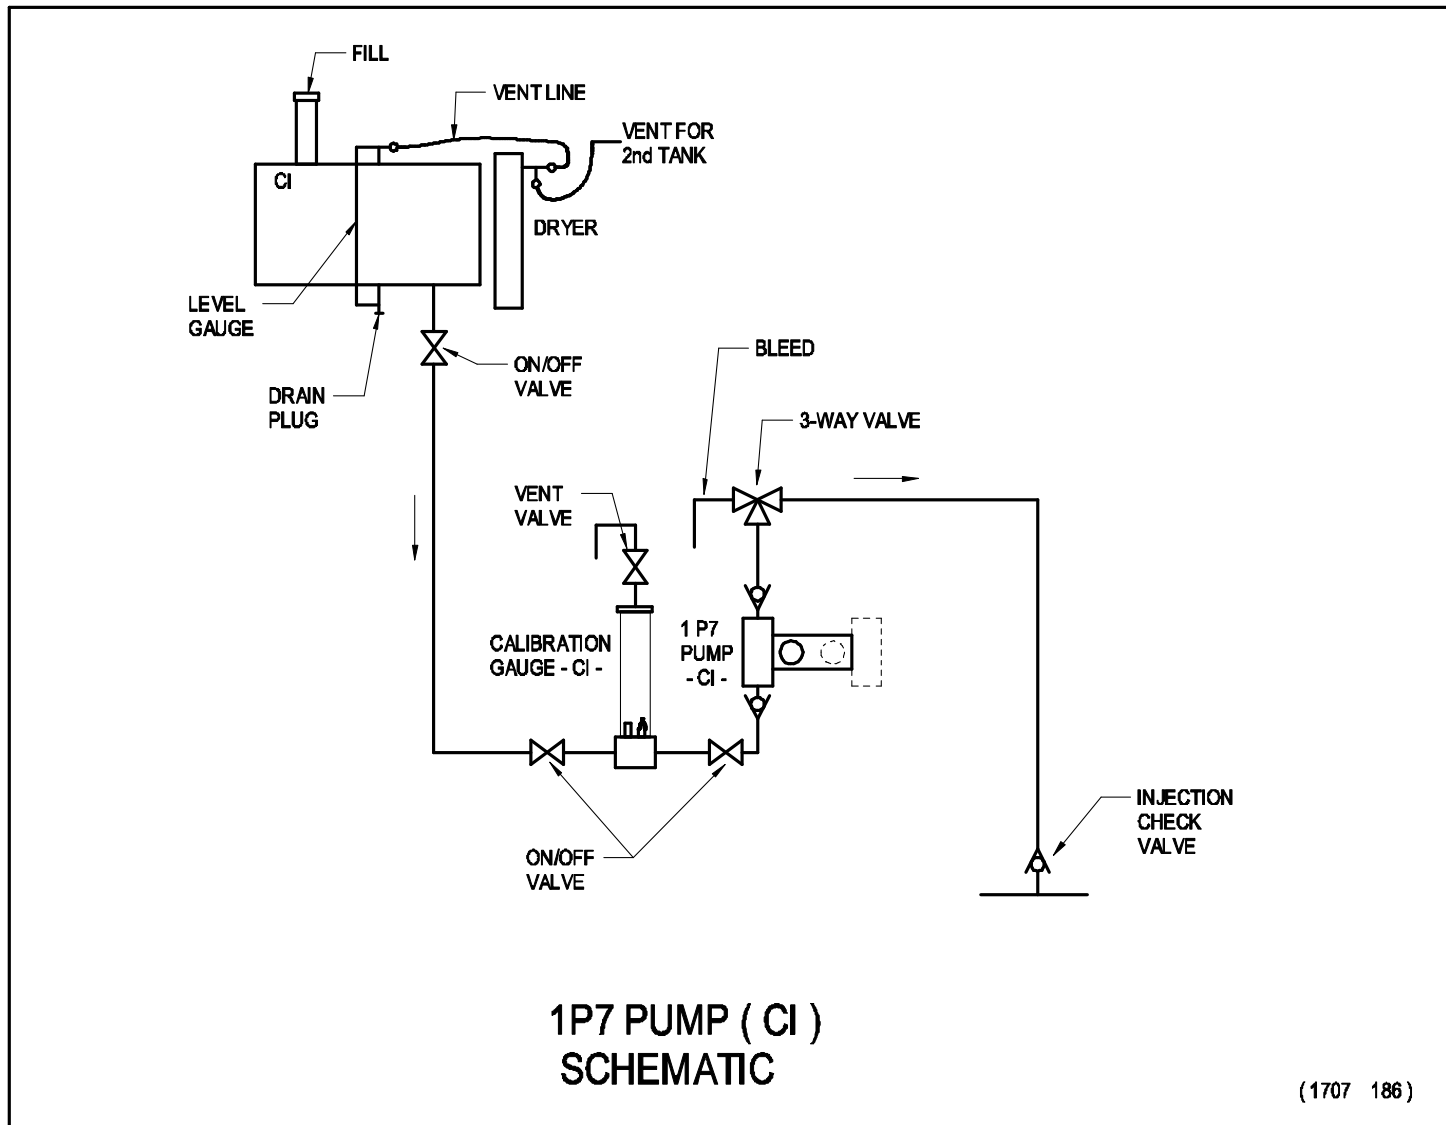 FILL
VENT LINE
VENT FOR
2nd TANK
CI
DRYER
LEVEL
GAUGE
DRAIN
PLUG
ON/OFF
VALVE
BLEED
3-WAY VALVE
VENT
VALVE
CALIBRATION
GAUGE - CI -
1 P7
PUMP
- CI -
ON/OFF
VALVE
INJECTION
CHECK
VALVE
1P7 PUMP ( CI )
SCHEMATIC
( 1707 186 )